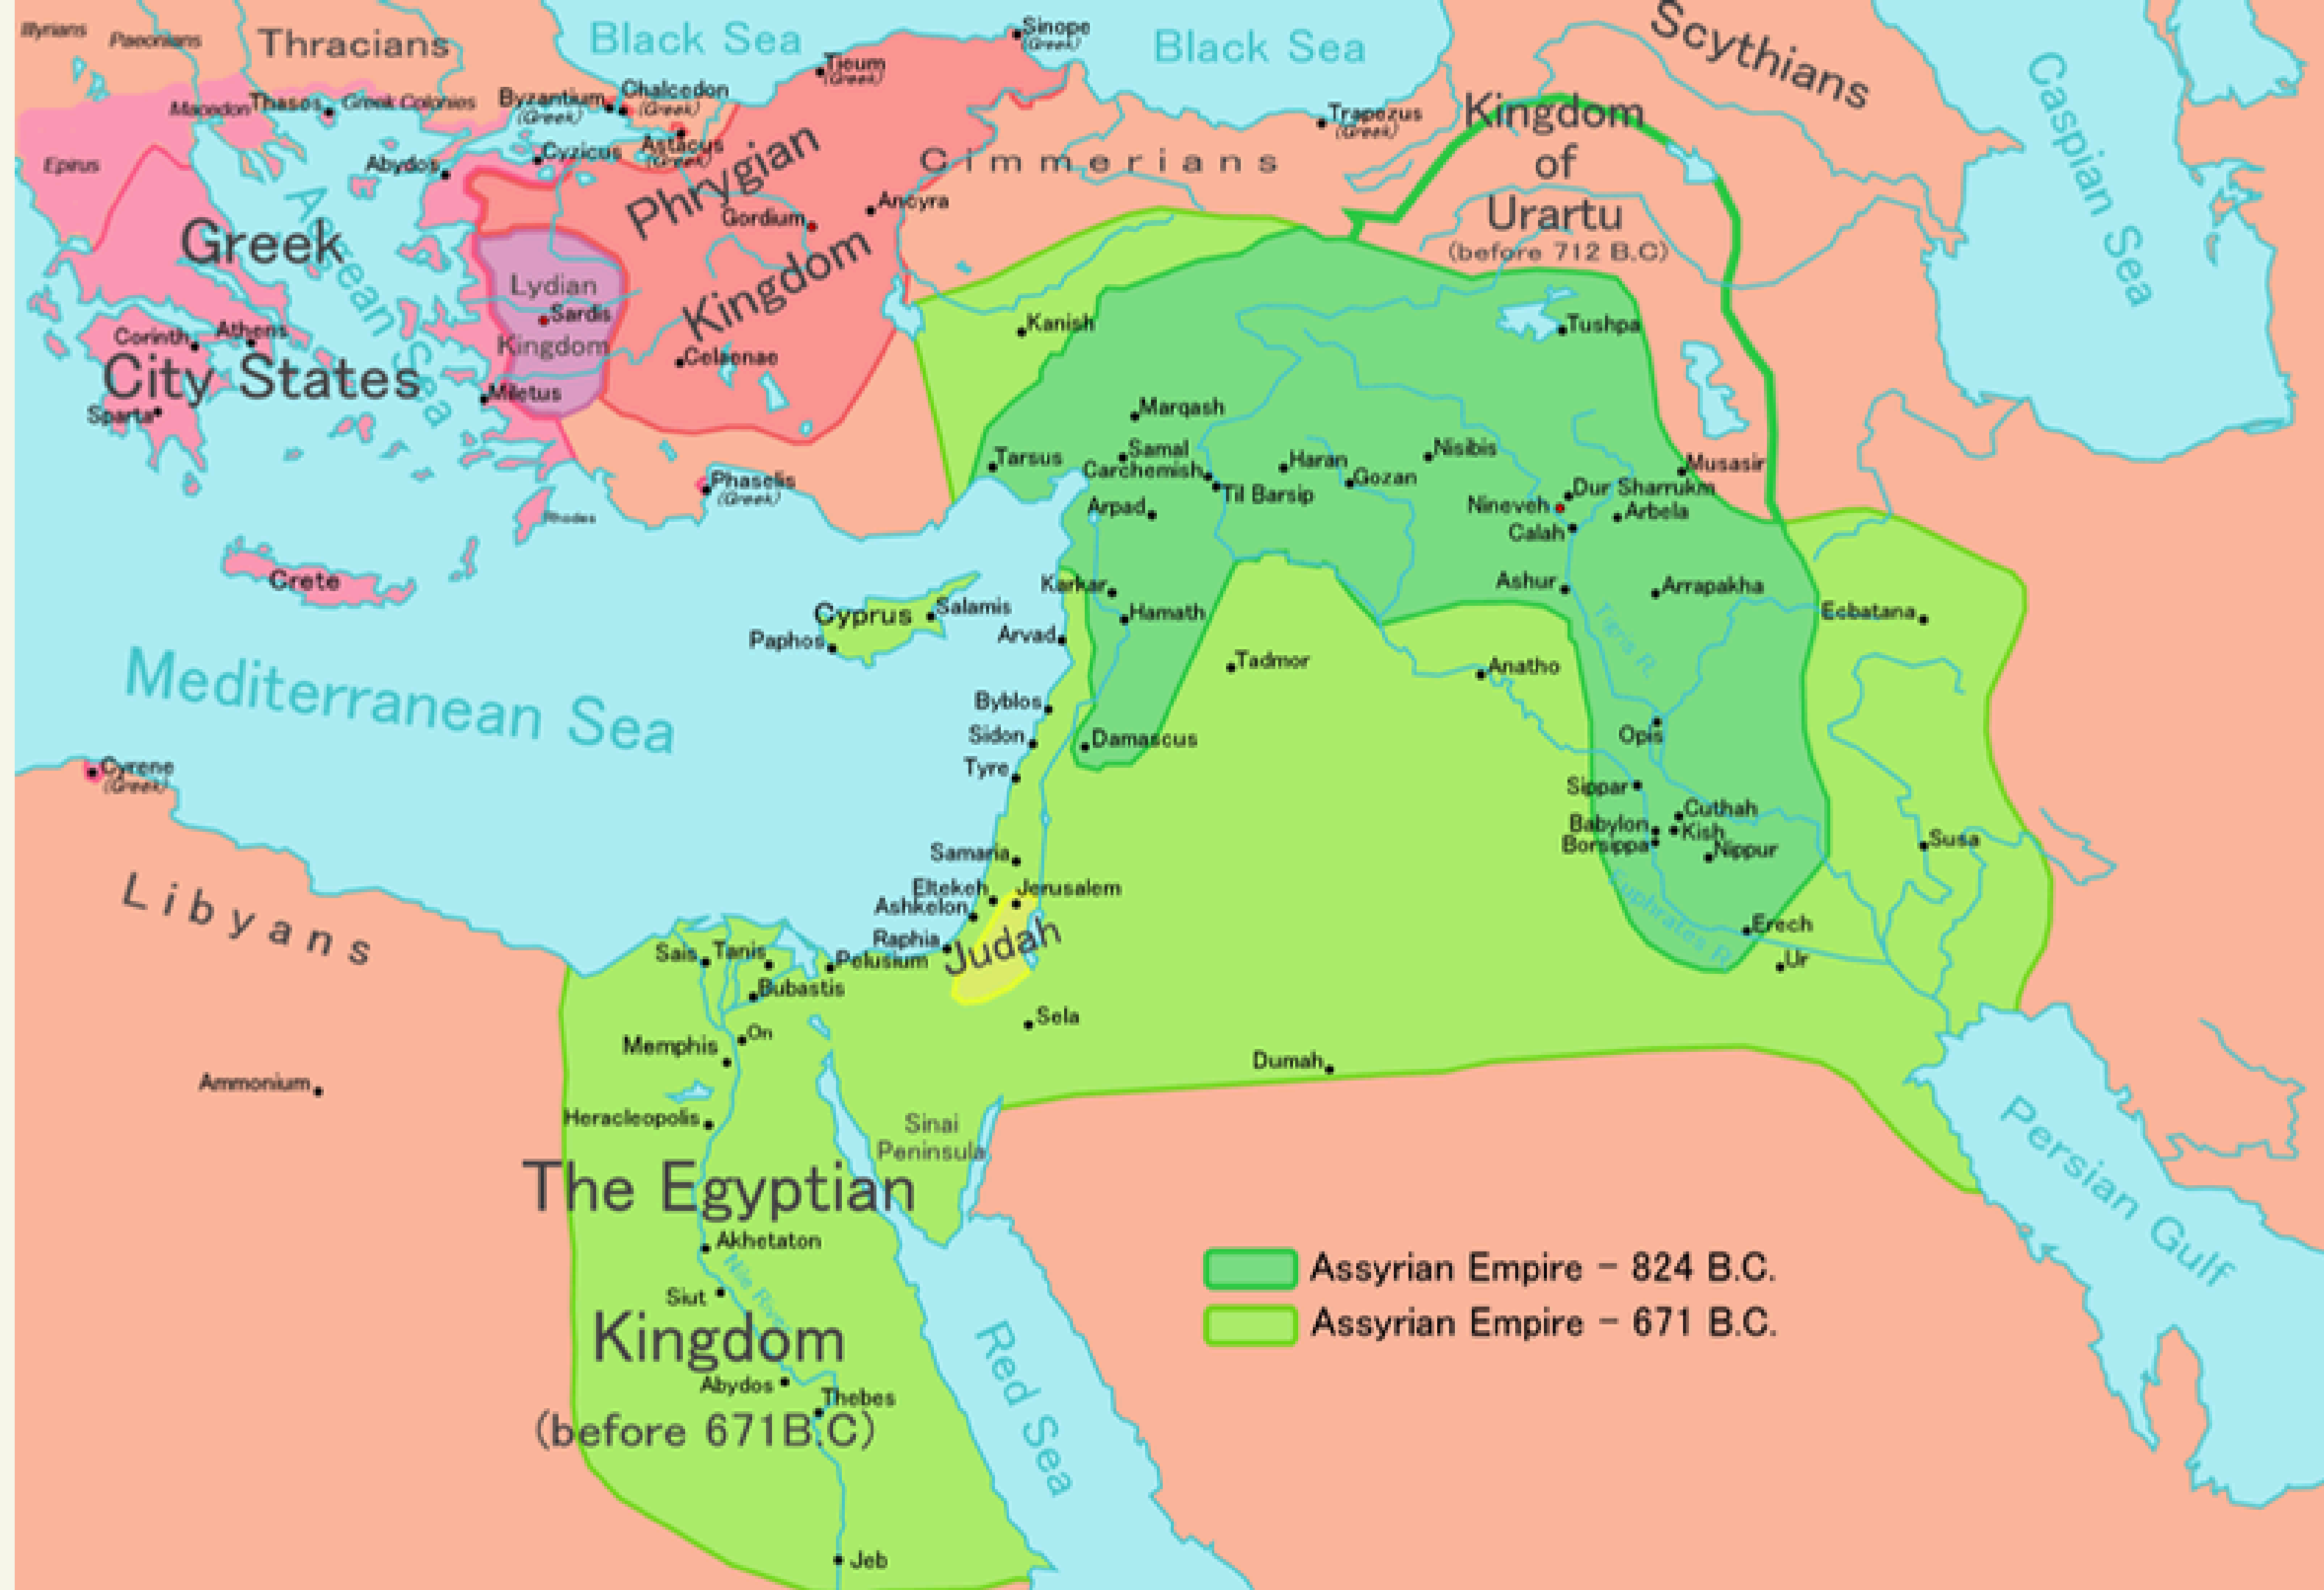 Illyrians
Paeonians
Thracians
Black Sea
Sinope
(Greek)
Black Sea
Scythians
Caspian Sea
Tieum
(Greek)
Macedon
Thasos
Greek Colonies
Byzantium
(Greek)
Chalcedon
(Greek)
Astacus
(Greek)
Trapezus
(Greek)
Kingdom
of
Urartu
(before 712 B.C)
Epirus
Abydos
Cyzicus
Phrygian
Kingdom
Cimmerians
Ancyra
Gordium
Aegean Sea
Greek
City States
Lydian
Kingdom
Sardis
Corinth
Athens
Sparta
Miletus
Celaenae
Kanish
Tushpa
Marqash
Tarsus
Samal
Carchemish
Til Barsip
Haran
Gozan
Nisibis
Musasir
Dur Sharrukin
Nineveh
Arbela
Calah
Phaselis
(Greek)
Rhodes
Arpad
Crete
Cyprus
Salamis
Paphos
Karkar
Hamath
Arvad
Ashur
Arrapakha
Ecbatana
Tigris R.
Mediterranean Sea
Tadmor
Anatho
Byblos
Sidon
Damascus
Tyre
Opis
Cyrene
(Greek)
Sippar
Cuthah
Babylon
Kish
Borsippa
Nippur
Susa
Samaria
Libyans
Eltekeh
Jerusalem
Ashkelon
Euphrates R.
Erech
Ur
Raphia
Judah
Sais
Tanis
Pelusium
Bubastis
Sela
On
Memphis
Dumah
Ammonium
Heracleopolis
Sinai
Peninsula
Persian Gulf
The Egyptian
Kingdom
(before 671B.C)
Akhetaton
Nile River
Siut
Abydos
Thebes
Red Sea
Jeb
Assyrian Empire - 824 B.C.
Assyrian Empire - 671 B.C.